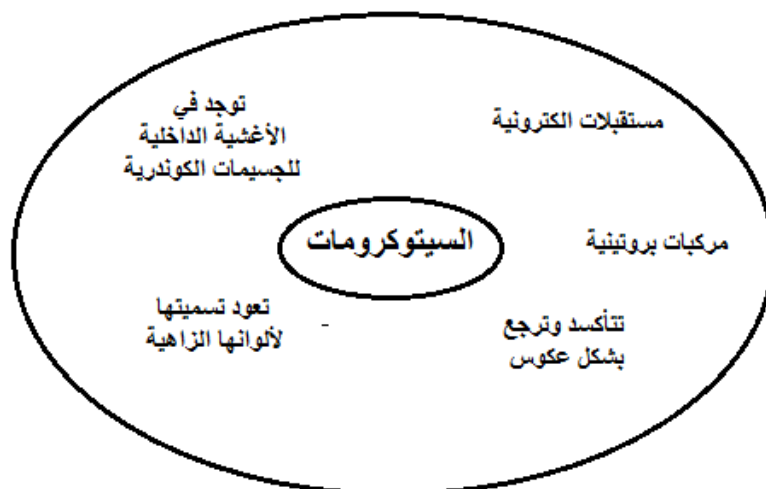 مستقبلات الكترونية
توجد في
الأغشية الداخلية
للجسيمات الكوندرية
السيتوكرومات
مركبات بروتينية
تتأكسد وترجع
بشكل عكوس
تعود تسميتها
لألوانها الزاهية
-